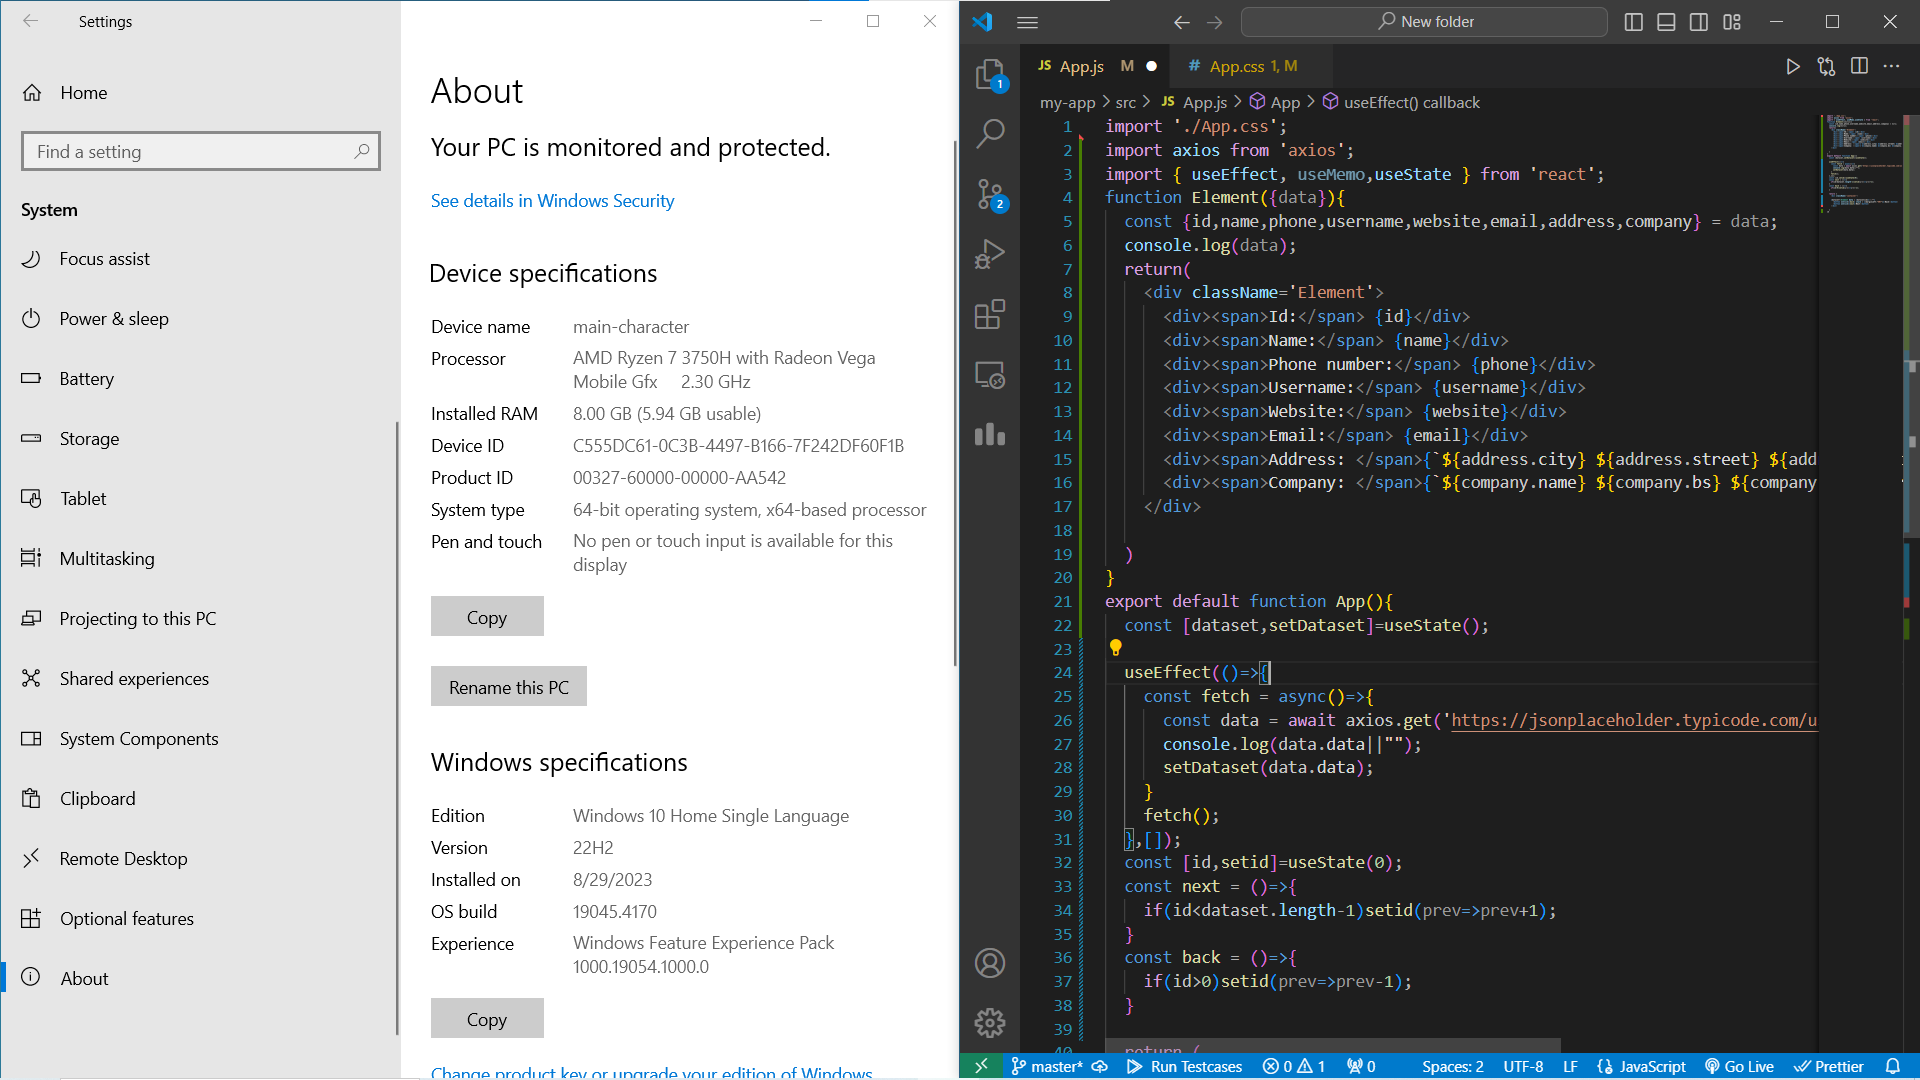 Settings
Home
Find a setting
System
Focus assist
Power & sleep
Battery
Storage
Tablet
Multitasking
Projecting to this PC
Shared experiences
System Components
Clipboard
Remote Desktop
Optional features
About
About
Your PC is monitored and protected.
See details in Windows Security
Device specifications
Device name main-character
Processor AMD Ryzen 7 3750H with Radeon Vega
Mobile Gfx 2.30 GHz
Installed RAM 8.00 GB (5.94 GB usable)
Device ID C555DC61-0C3B-4497-B166-7F242DF60F1B
Product ID 00327-60000-00000-AA542
System type 64-bit operating system, x64-based processor
Pen and touch No pen or touch input is available for this
display
Copy
Rename this PC
Windows specifications
Edition Windows 10 Home Single Language
Version 22H2
Installed on 8/29/2023
OS build 19045.4170
Experience Windows Feature Experience Pack
1000.19054.1000.0
Copy
Change product key or upgrade your edition of Windows
New folder
JS App.js M
# App.css 1, M
my-app > src > JS App.js > App > useEffect() callback
1
2
1 import './App.css';
2 import axios from 'axios';
3 import { useEffect, useMemo,useState } from 'react';
4 function Element({data}){
5 const {id,name,phone,username,website,email,address,company} = data;
6 console.log(data);
7 return(
8 <div className='Element'>
9 <div><span>Id:</span> {id}</div>
10 <div><span>Name:</span> {name}</div>
11 <div><span>Phone number:</span> {phone}</div>
12 <div><span>Username:</span> {username}</div>
13 <div><span>Website:</span> {website}</div>
14 <div><span>Email:</span> {email}</div>
15 <div><span>Address: </span>{`${address.city} ${address.street} ${add
16 <div><span>Company: </span>{`${company.name} ${company.bs} ${company
17 </div>
18
19 )
20 }
21 export default function App(){
22 const [dataset,setDataset]=useState();
23
24 useEffect(()=>{
25 const fetch = async()=>{
26 const data = await axios.get('https://jsonplaceholder.typicode.com/u
27 console.log(data.data||"");
28 setDataset(data.data);
29 }
30 fetch();
31 },[]);
32 const [id,setid]=useState(0);
33 const next = ()=>{
34 if(id<dataset.length-1)setid(prev=>prev+1);
35 }
36 const back = ()=>{
37 if(id>0)setid(prev=>prev-1);
38 }
39
40 return (
master* Run Testcases 0 1 0 Spaces: 2 UTF-8 LF {} JavaScript Go Live Prettier